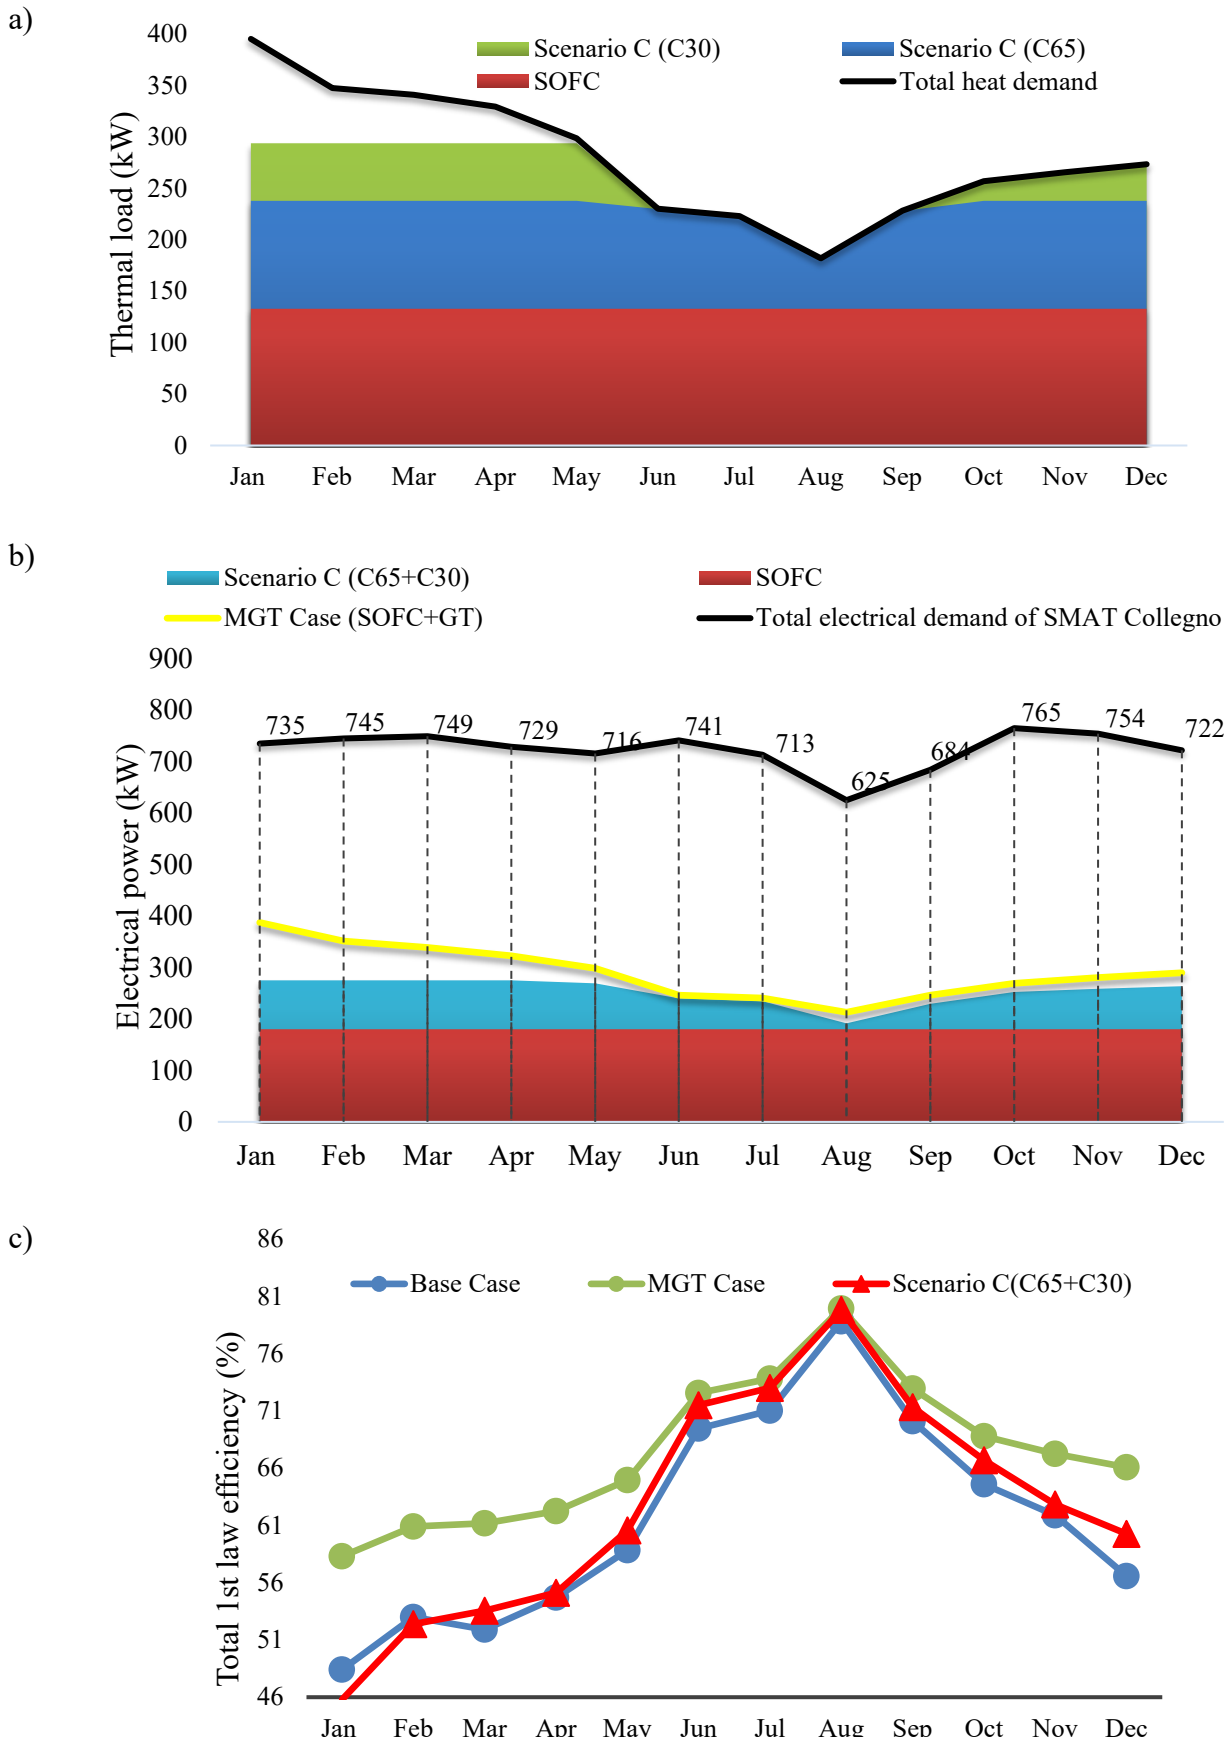 a)
400
350
300
250
200
150
100
50
0
Thermal load (kW)
Scenario C (C30)
Scenario C (C65)
SOFC
Total heat demand
Jan Feb Mar Apr May Jun Jul Aug Sep Oct Nov Dec
b)
Scenario C (C65+C30)
SOFC
MGT Case (SOFC+GT)
Total electrical demand of SMAT Collegno
900
800
700
600
500
400
300
200
100
0
Electrical power (kW)
735 745 749 729 716 741 713 625 684 765 754 722
Jan Feb Mar Apr May Jun Jul Aug Sep Oct Nov Dec
c)
86
81
76
71
66
61
56
51
46
Total 1st law efficiency (%)
Base Case
MGT Case
Scenario C(C65+C30)
Jan Feb Mar Apr May Jun Jul Aug Sep Oct Nov Dec